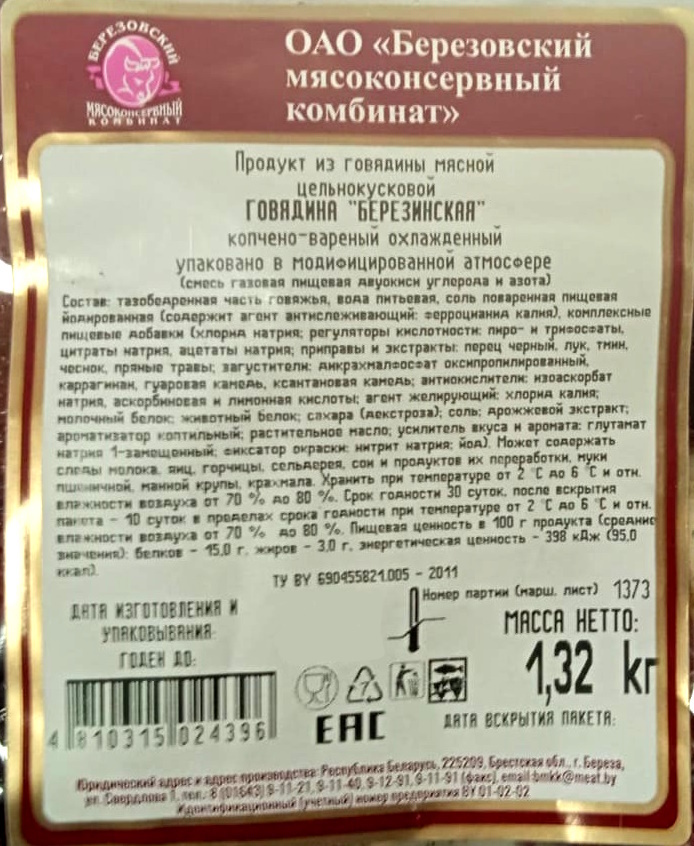 БЕРЕЗОВСКИЙ
МЯСОКОНСЕРВНЫЙ
КОМБИНАТ
ОАО «Березовский
мясоконсервный
комбинат»
Продукт из говядины мясной
цельнокусковой
ГОВЯДИНА "БЕРЕЗИНСКАЯ"
копчено-вареный охлажденный
упаковано в модифицированной атмосфере
(смесь газовая пищевая двуокиси углерода и азота)
Состав: тазобедренная часть говяжья, вода питьевая, соль поваренная пищевая
йодированная (содержит агент антислеживающий: ферроцианид калия), комплексные
пищевые добавки (хлорид натрия; регуляторы кислотности: пиро- и трифосфаты,
цитраты натрия, ацетаты натрия; приправы и экстракты: перец черный, лук, тмин,
чеснок, пряные травы; загустители: дикрахмалфосфат оксипропилированный,
каррагинан, гуаровая камедь, ксантановая камедь; антиокислители: изоаскорбат
натрия, аскорбиновая и лимонная кислоты; агент желирующий: хлорид калия;
молочный белок; животный белок; сахара (декстроза); соль; дрожжевой экстракт;
ароматизатор коптильный; растительное масло; усилитель вкуса и аромата: глутамат
натрия 1-замещенный; фиксатор окраски: нитрит натрия; йод). Может содержать
следы молока, яиц, горчицы, сельдерея, сои и продуктов их переработки, муки
пшеничной, манной крупы, крахмала. Хранить при температуре от 2 °С до 6 °С и отн.
влажности воздуха от 70 % до 80 %. Срок годности 30 суток, после вскрытия
пакета - 10 суток в пределах срока годности при температуре от 2 °С до 6 °С и отн.
влажности воздуха от 70 % до 80 %. Пищевая ценность в 100 г продукта (средние
значения): белков - 15,0 г, жиров - 3,0 г, энергетическая ценность - 398 кДж (95,0
ккал).
ТУ BY 690455821.005 - 2011
Номер партии (марш. лист) 1373
ДАТА ИЗГОТОВЛЕНИЯ И
УПАКОВЫВАНИЯ:
ГОДЕН ДО:
МАССА НЕТТО:
1,32 кг
7
4 810315 024396
ЕАС
ДАТА ВСКРЫТИЯ ПАКЕТА:
Юридический адрес и адрес производства: Республика Беларусь, 225209, Брестская обл., г. Береза,
ул. Свердлова 1, тел.: 8 (01643) 9-11-21, 9-11-40, 9-12-91, 9-11-91 (факс), email:bmkk@meat.by
Идентификационный (учетный) номер предприятия BY 01-02-02